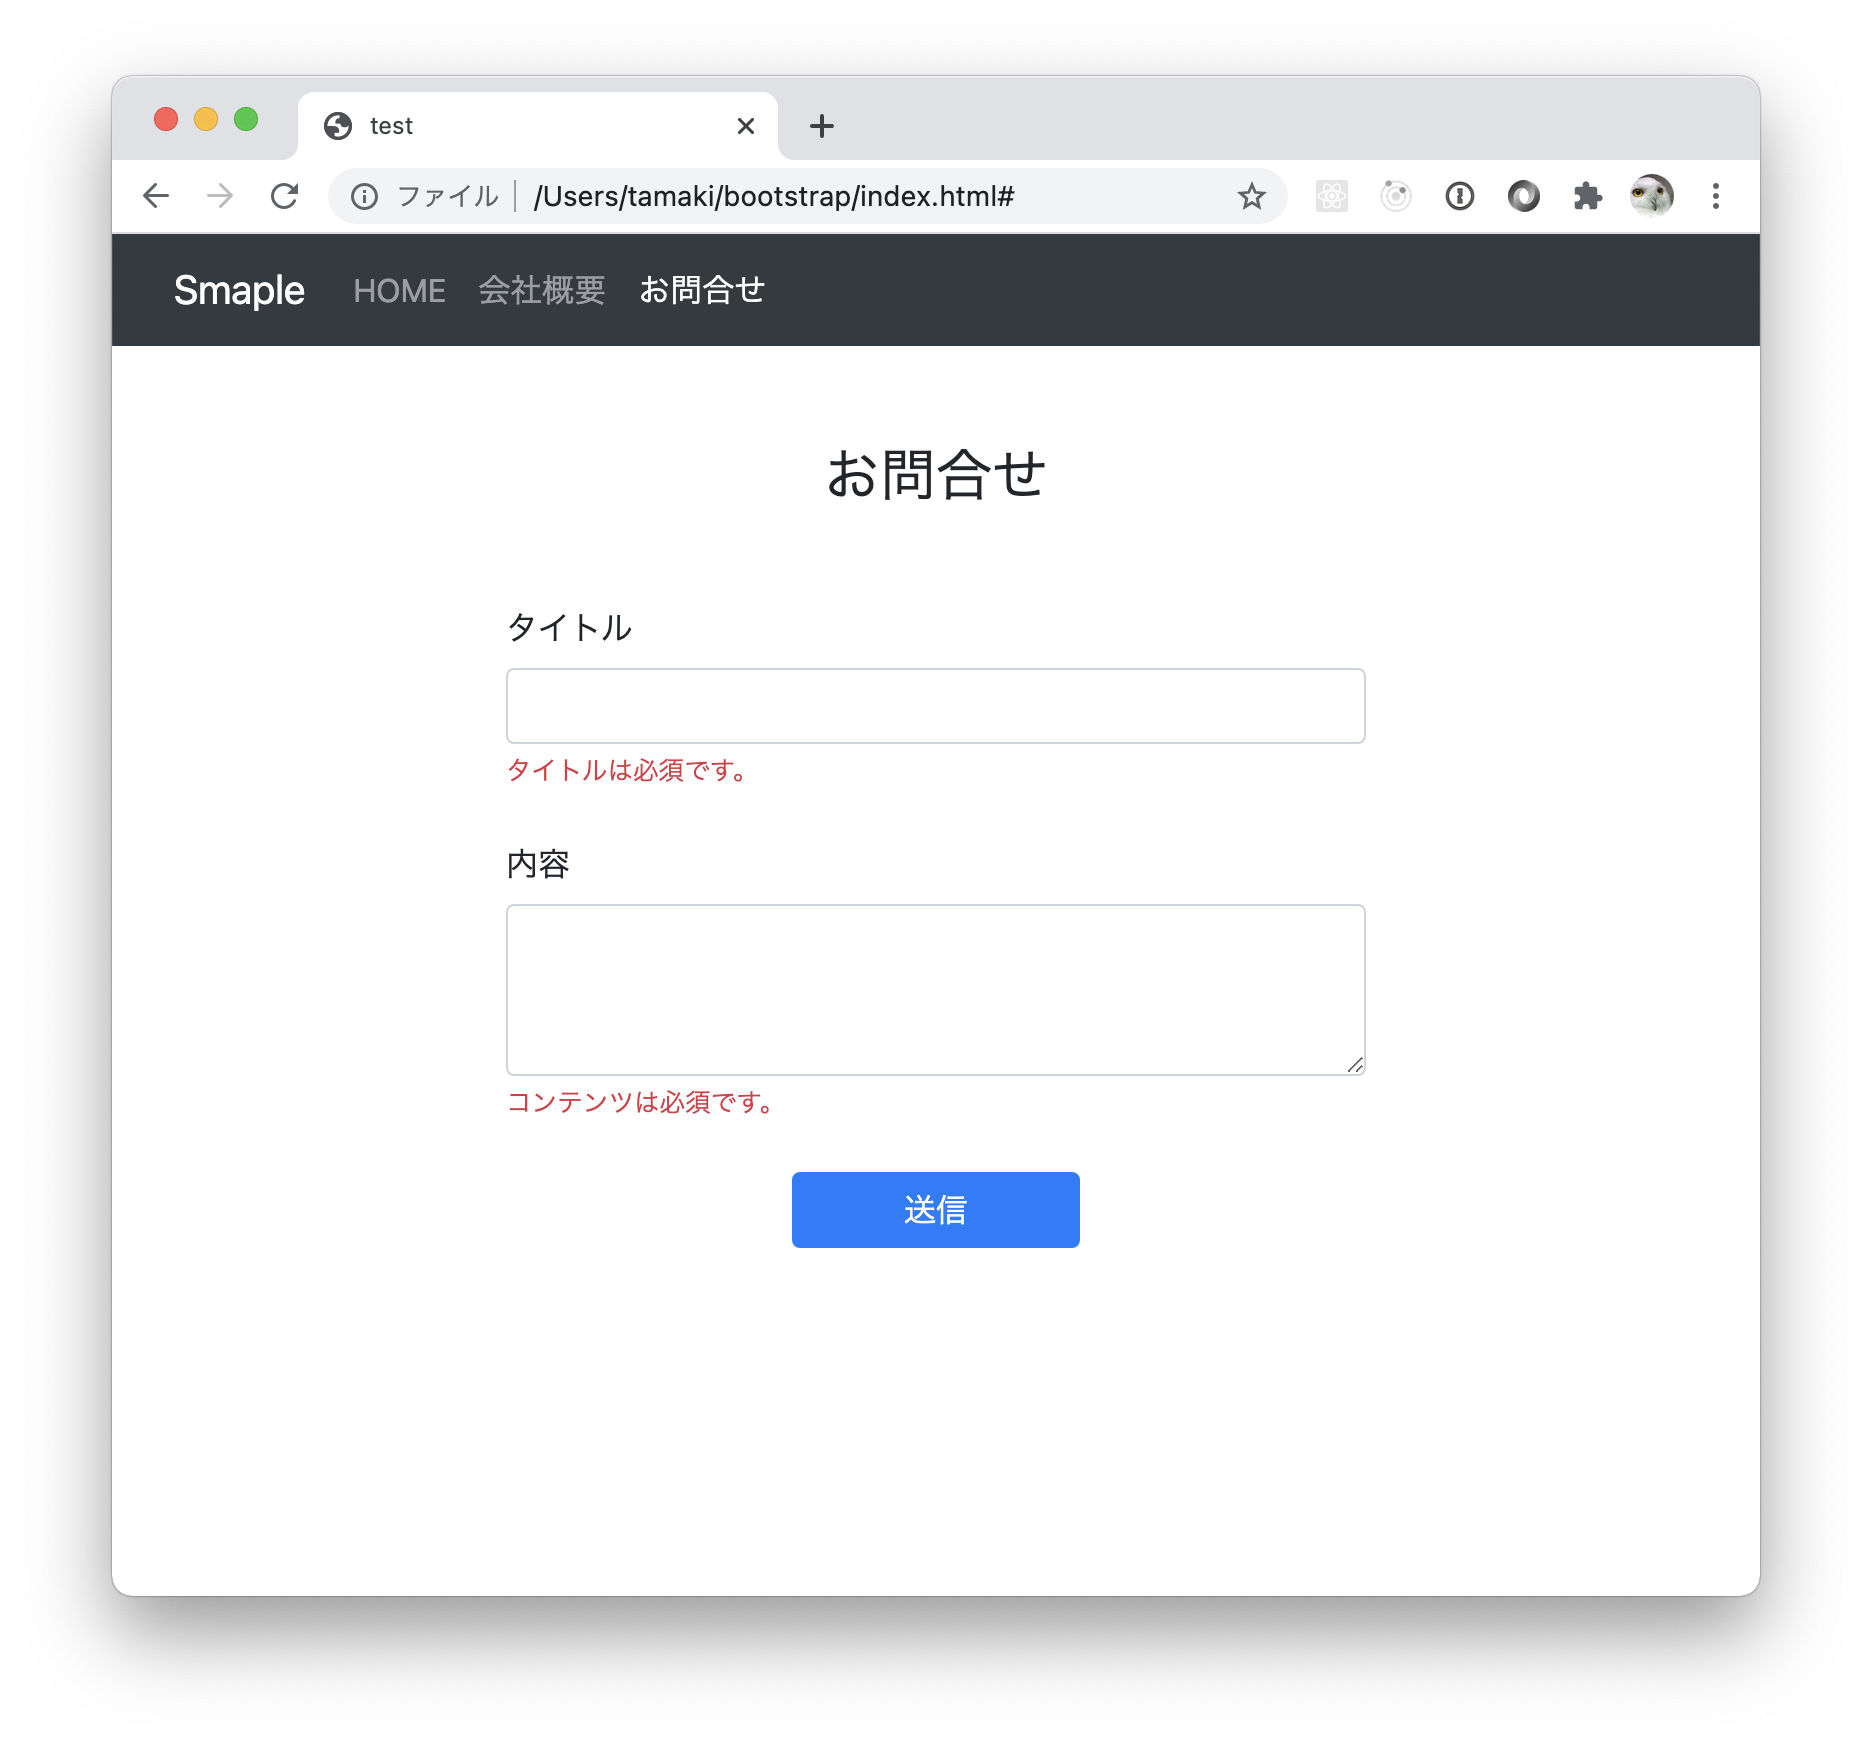 test
ファイル /Users/tamaki/bootstrap/index.html#
Smaple HOME 会社概要 お問合せ
お問合せ
タイトル
タイトルは必須です。
内容
コンテンツは必須です。
送信